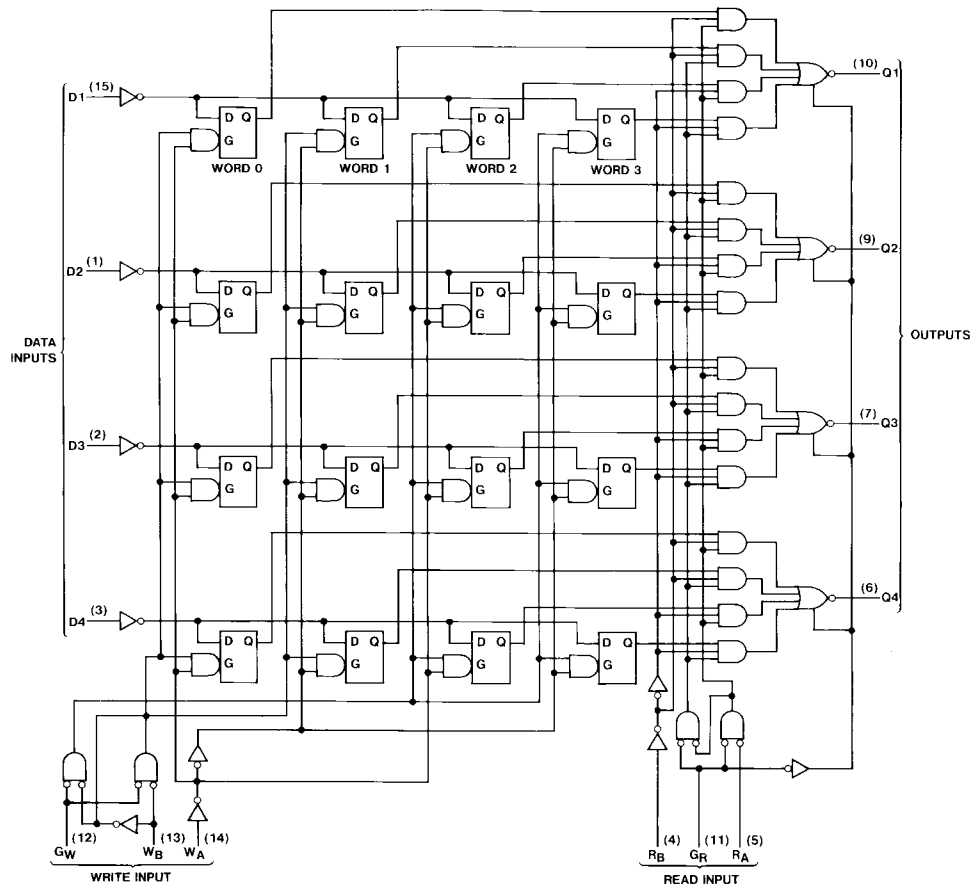 (10) Q1
D1 (15)
D Q
G
D Q
G
D Q
G
D Q
G
WORD 0
WORD 1
WORD 2
WORD 3
(9) Q2
D2 (1)
D Q
G
D Q
G
D Q
G
D Q
G
DATA
INPUTS
OUTPUTS
(7) Q3
D3 (2)
D Q
G
D Q
G
D Q
G
D Q
G
(6) Q4
D4 (3)
D Q
G
D Q
G
D Q
G
D Q
G
(12)
GW
(13)
WB
(14)
WA
WRITE INPUT
(4)
RB
(11)
GR
(5)
RA
READ INPUT